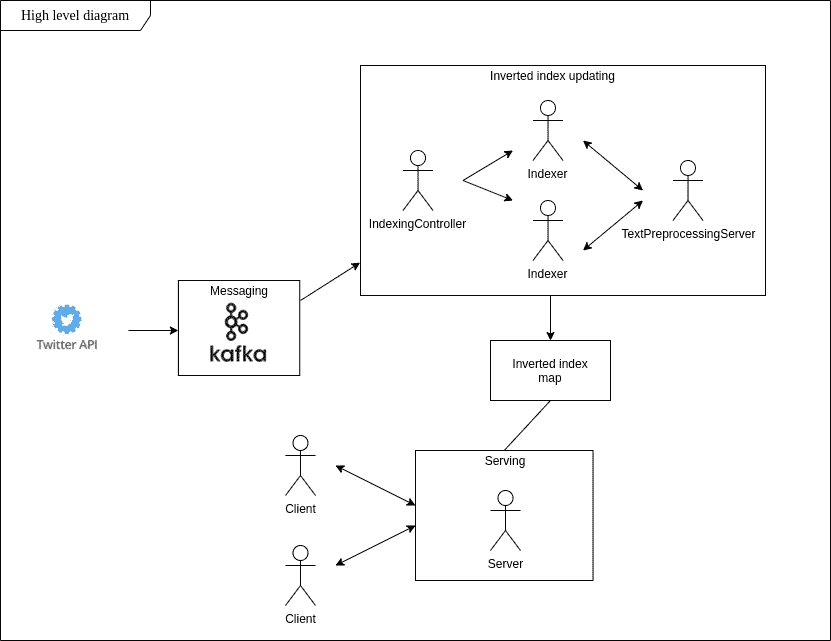 High level diagram
Inverted index updating
Indexer
IndexingController
TextPreprocessingServer
Indexer
Messaging
kafka
Twitter API
Inverted index
map
Serving
Client
Server
Client